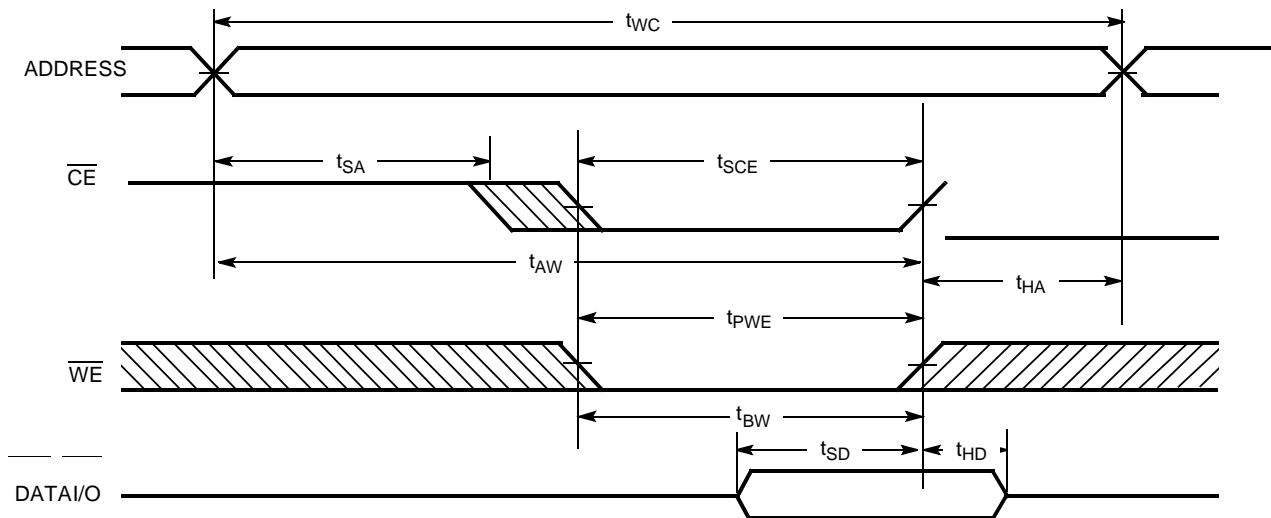 tWC
ADDRESS
tSA
tSCE
CE
tAW
tHA
tPWE
WE
tBW
tSD
tHD
DATAI/O